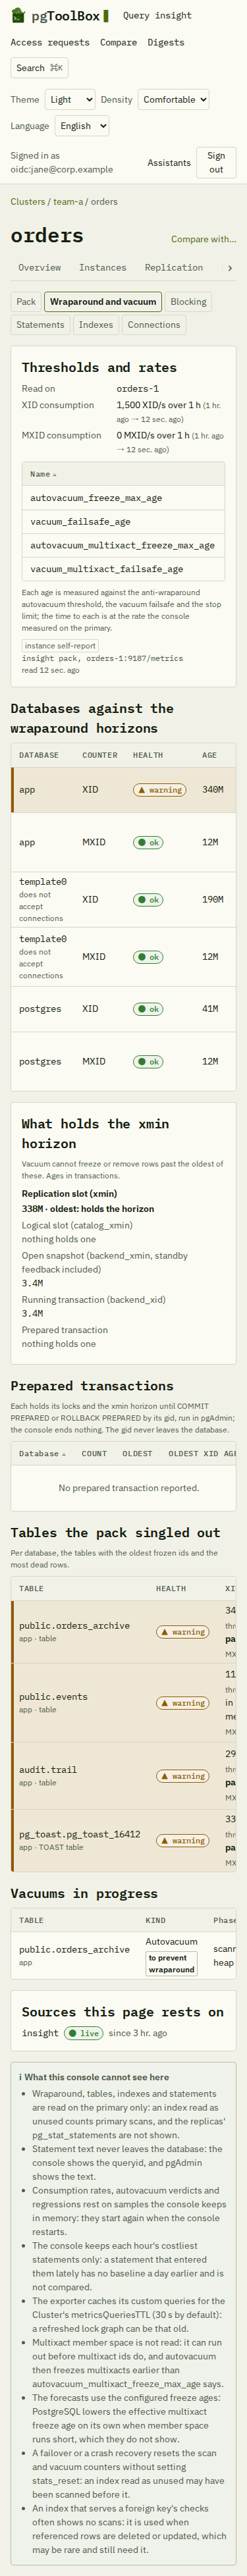 pgToolBox Query insight
Access requests Compare Digests
Search ⌘K
Theme Light Density Comfortable
Language English
Signed in as
oidc:jane@corp.example
Assistants
Sign
out
Clusters / team-a / orders
orders
Compare with…
Overview Instances Replication
Pack Wraparound and vacuum Blocking
Statements Indexes Connections
Thresholds and rates
Read on orders-1
XID consumption 1,500 XID/s over 1 h (1 hr.
ago → 12 sec. ago)
MXID consumption 0 MXID/s over 1 h (1 hr. ago
→ 12 sec. ago)
Name
autovacuum_freeze_max_age
vacuum_failsafe_age
autovacuum_multixact_freeze_max_age
vacuum_multixact_failsafe_age
Each age is measured against the anti-wraparound
autovacuum threshold, the vacuum failsafe and the stop
limit; the time to each is at the rate the console
measured on the primary.
instance self-report
insight pack, orders-1:9187/metrics
read 12 sec. ago
Databases against the
wraparound horizons
DATABASE COUNTER HEALTH AGE
app XID warning 340M
app MXID ok 12M
template0
does not
accept
connections
XID ok 190M
template0
does not
accept
connections
MXID ok 12M
postgres XID ok 41M
postgres MXID ok 12M
What holds the xmin
horizon
Vacuum cannot freeze or remove rows past the oldest of
these. Ages in transactions.
Replication slot (xmin)
338M · oldest: holds the horizon
Logical slot (catalog_xmin)
nothing holds one
Open snapshot (backend_xmin, standby
feedback included)
3.4M
Running transaction (backend_xid)
3.4M
Prepared transaction
nothing holds one
Prepared transactions
Each holds its locks and the xmin horizon until COMMIT
PREPARED or ROLLBACK PREPARED by its gid, run in pgAdmin;
the console ends nothing. The gid never leaves the database.
Database COUNT OLDEST OLDEST XID AGE
No prepared transaction reported.
Tables the pack singled out
Per database, the tables with the oldest frozen ids and the
most dead rows.
TABLE HEALTH XI
public.orders_archive
app · table
warning
34
thr
pa
MX
public.events
app · table
warning
11
thr
in
me
MX
audit.trail
app · table
warning
29
thr
pa
MX
pg_toast.pg_toast_16412
app · TOAST table
warning
33
thr
pa
MX
Vacuums in progress
TABLE KIND Phase
public.orders_archive
app
Autovacuum
to prevent
wraparound
scann
heap
Sources this page rests on
insight live since 3 hr. ago
i What this console cannot see here
• Wraparound, tables, indexes and statements
are read on the primary only: an index read as
unused counts primary scans, and the replicas'
pg_stat_statements are not shown.
• Statement text never leaves the database: the
console shows the queryid, and pgAdmin
shows the text.
• Consumption rates, autovacuum verdicts and
regressions rest on samples the console keeps
in memory: they start again when the console
restarts.
• The console keeps each hour's costliest
statements only: a statement that entered
them lately has no baseline a day earlier and is
not compared.
• The exporter caches its custom queries for the
Cluster's metricsQueriesTTL (30 s by default):
a refreshed lock graph can be that old.
• Multixact member space is not read: it can run
out before multixact ids do, and autovacuum
then freezes multixacts earlier than
autovacuum_multixact_freeze_max_age says.
• The forecasts use the configured freeze ages:
PostgreSQL lowers the effective multixact
freeze age on its own when member space
runs short, which they do not show.
• A failover or a crash recovery resets the scan
and vacuum counters without setting
stats_reset: an index read as unused may have
been scanned before it.
• An index that serves a foreign key's checks
often shows no scans: it is used when
referenced rows are deleted or updated, which
may be rare and still need it.